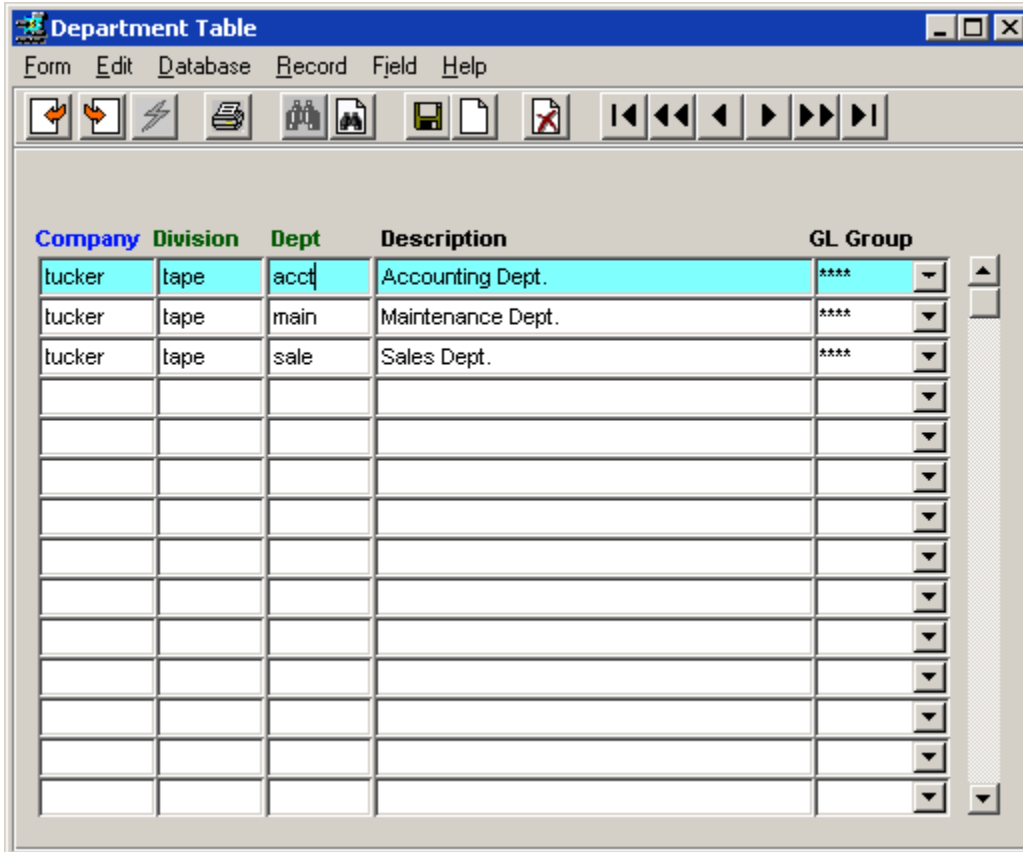 Department Table
Form Edit Database Record Field Help
Company Division Dept Description GL Group
tucker tape acct Accounting Dept. ****
tucker tape main Maintenance Dept. ****
tucker tape sale Sales Dept. ****